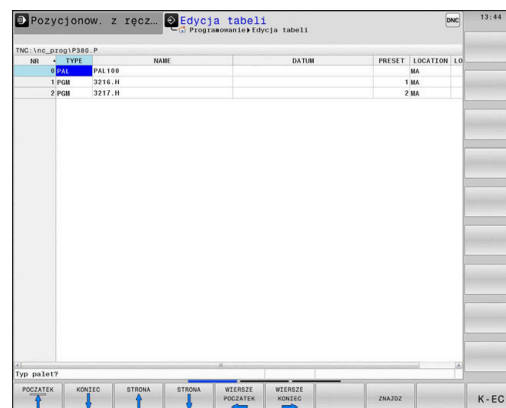 Pozycjonow. z ręcz... Edycja tabeli DNC 13:44
Programowanie Edycja tabeli
TNC:\nc_prog\P380.P
NR TYPE NAME DATUM PRESET LOCATION LO
0 PAL PAL100 MA
1 PGM 3216.H 1 MA
2 PGM 3217.H 2 MA
Typ palet?
POCZATEK KONIEC STRONA STRONA WIERSZE POCZATEK WIERSZE KONIEC ZNAJDZ K-EC